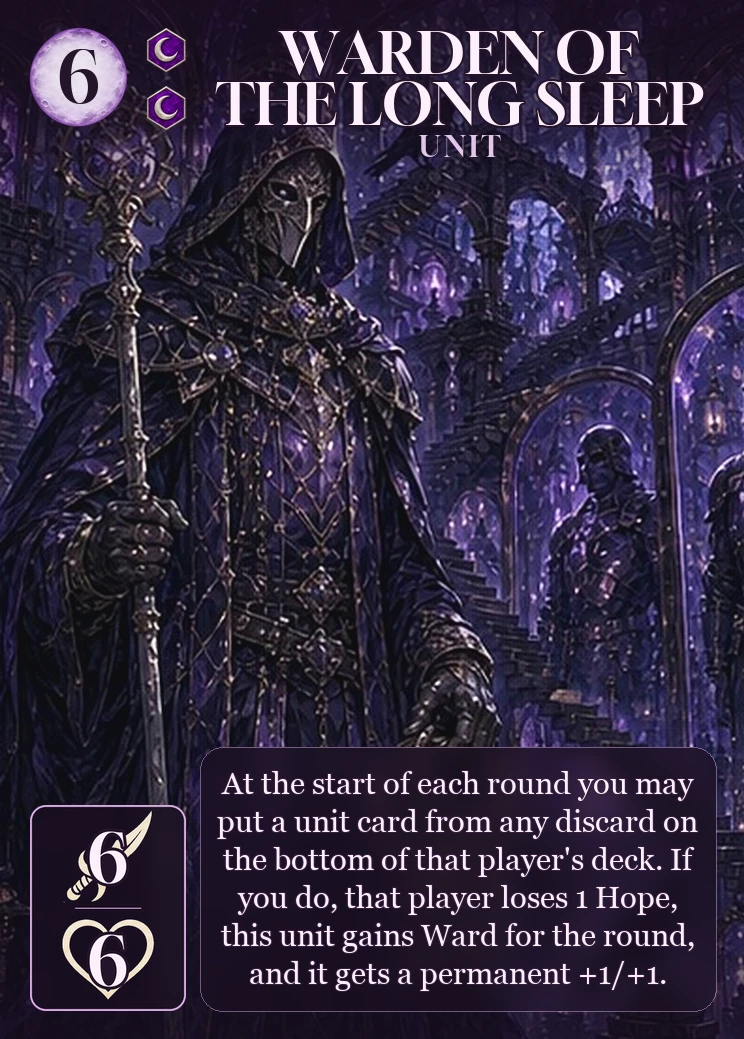 6
WARDEN OF
THE LONG SLEEP
UNIT
At the start of each round you may
put a unit card from any discard on
the bottom of that player's deck. If
you do, that player loses 1 Hope,
this unit gains Ward for the round,
and it gets a permanent +1/+1.
6
6